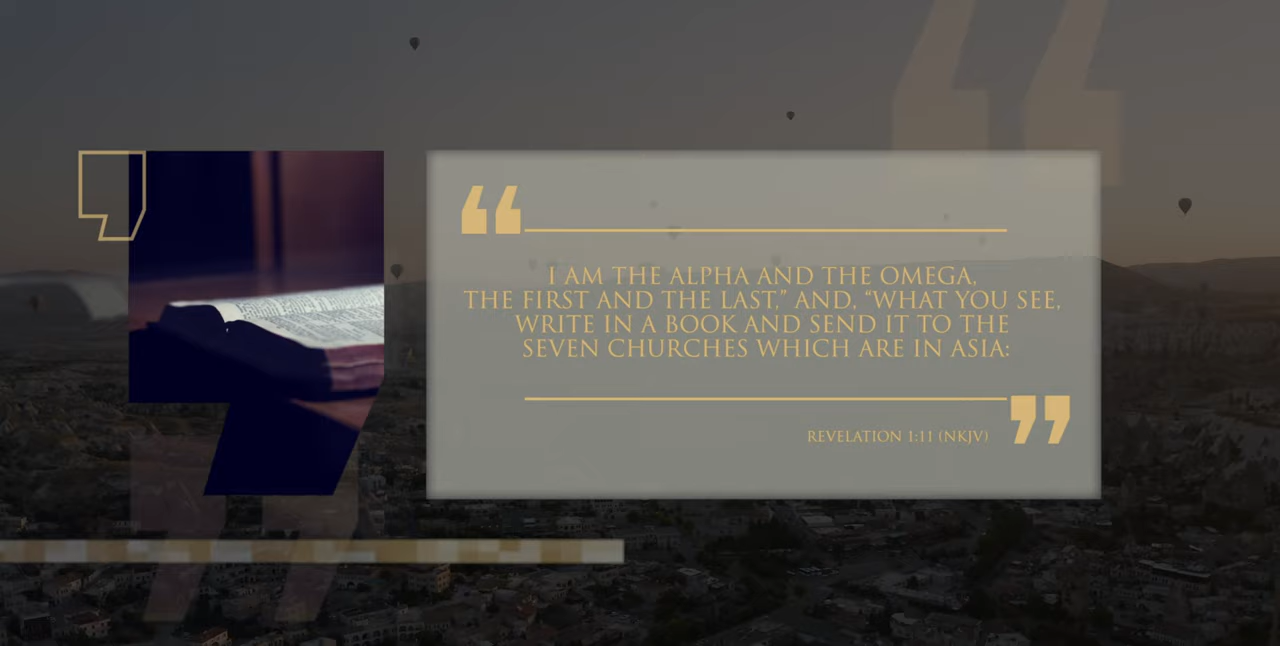 I AM THE ALPHA AND THE OMEGA,
THE FIRST AND THE LAST,” AND, “WHAT YOU SEE,
WRITE IN A BOOK AND SEND IT TO THE
SEVEN CHURCHES WHICH ARE IN ASIA:
REVELATION 1:11 (NKJV)